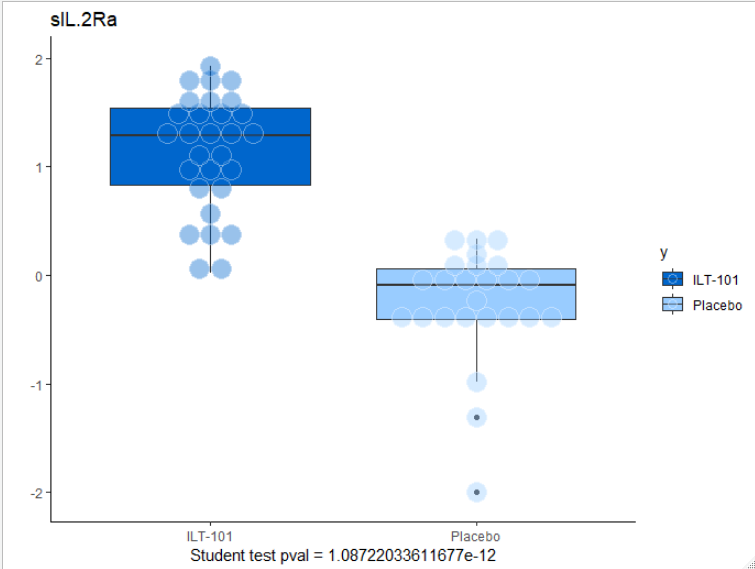 sIL.2Ra
2
1
0
-1
-2
ILT-101
Placebo
Student test pval = 1.08722033611677e-12
y
ILT-101
Placebo